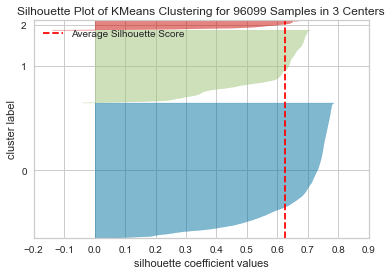 Silhouette Plot of KMeans Clustering for 96099 Samples in 3 Centers
2
Average Silhouette Score
1
cluster label
0
-0.2 -0.1 0.0 0.1 0.2 0.3 0.4 0.5 0.6 0.7 0.8 0.9
silhouette coefficient values